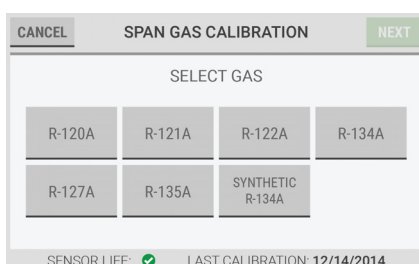 CANCEL SPAN GAS CALIBRATION NEXT
SELECT GAS
R-120A R-121A R-122A R-134A
R-127A R-135A SYNTHETIC
R-134A
SENSOR LIFE: LAST CALIBRATION: 12/14/2014